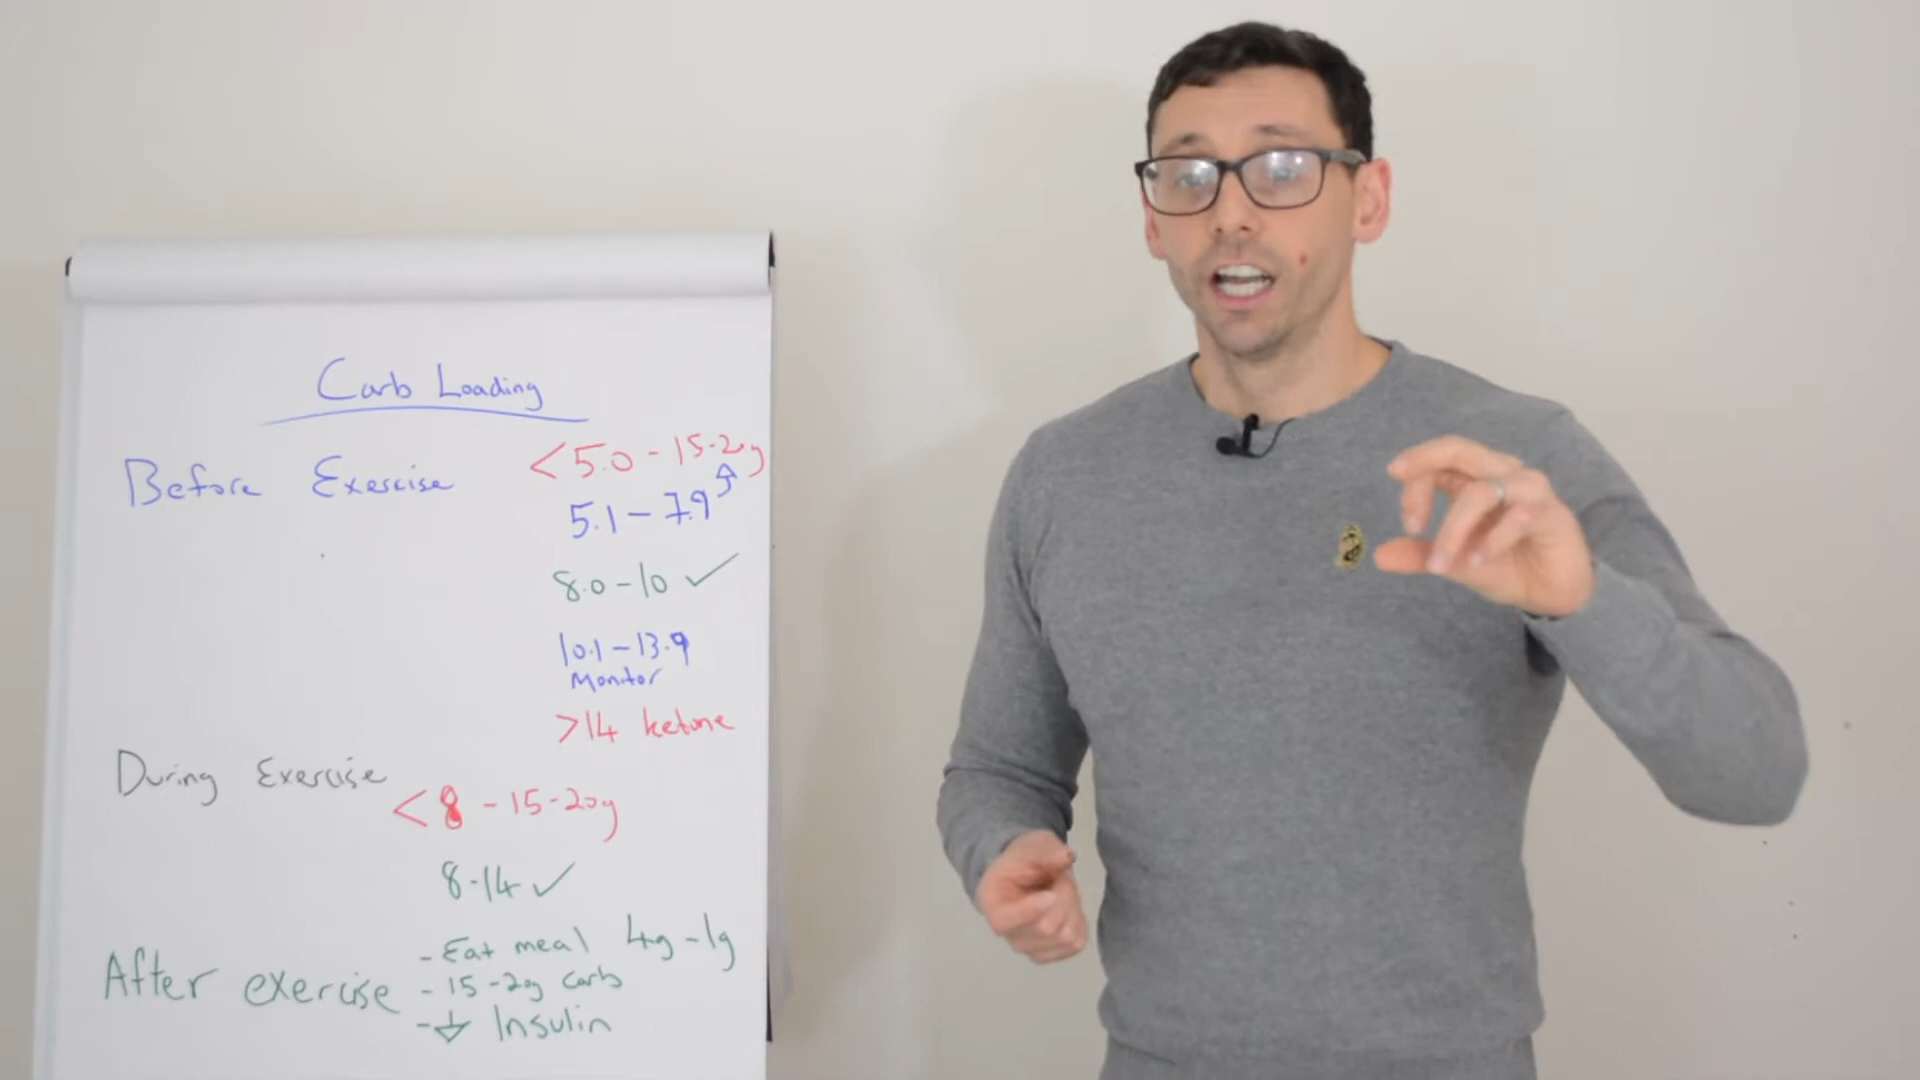 Carb Loading
Before Exercise <5.0 - 15-20g
5.1 - 7.9
8.0 - 10 ✓
10.1 - 13.9
Monitor
>14 ketone
During Exercise
<8 - 15-20g
8-14 ✓
After exercise
- Eat meal 4g - 1g
- 15-20g carb
- ↓ Insulin